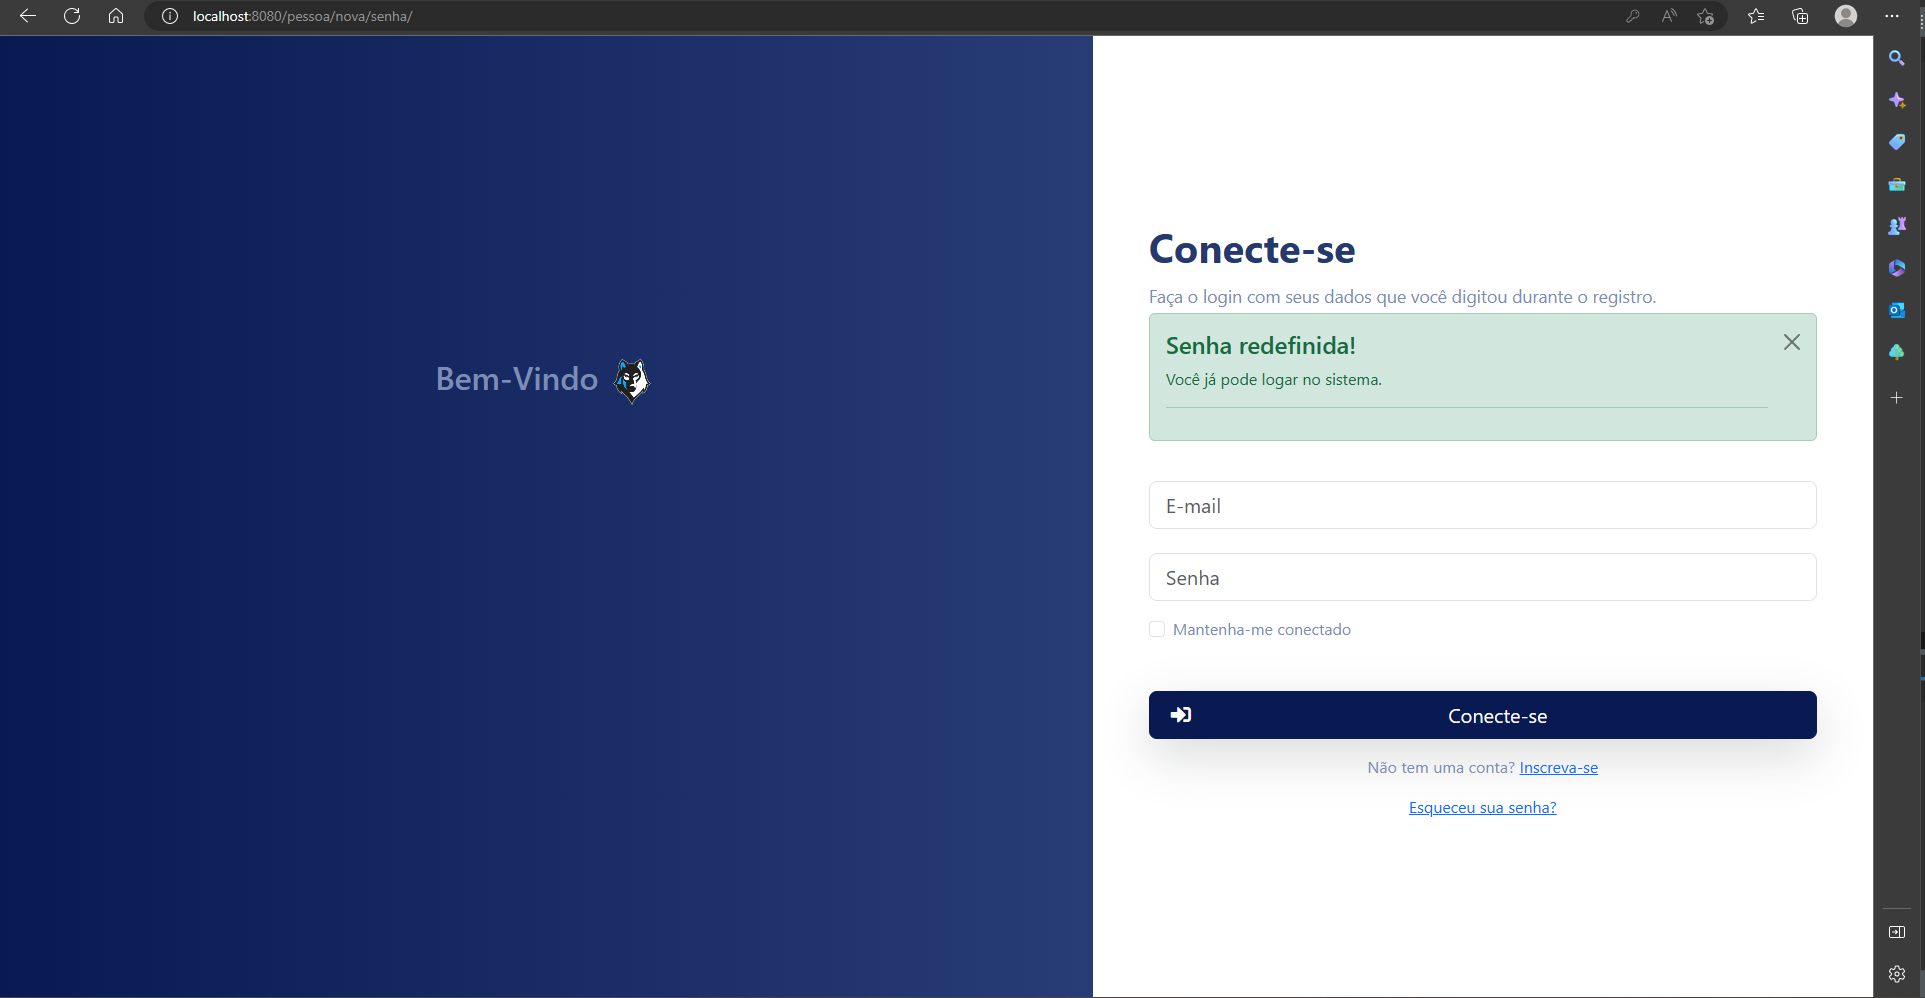 localhost:8080/pessoa/nova/senha/
Bem-Vindo
Conecte-se
Faça o login com seus dados que você digitou durante o registro.
Senha redefinida!
Você já pode logar no sistema.
E-mail
Senha
Mantenha-me conectado
Conecte-se
Não tem uma conta? Inscreva-se
Esqueceu sua senha?